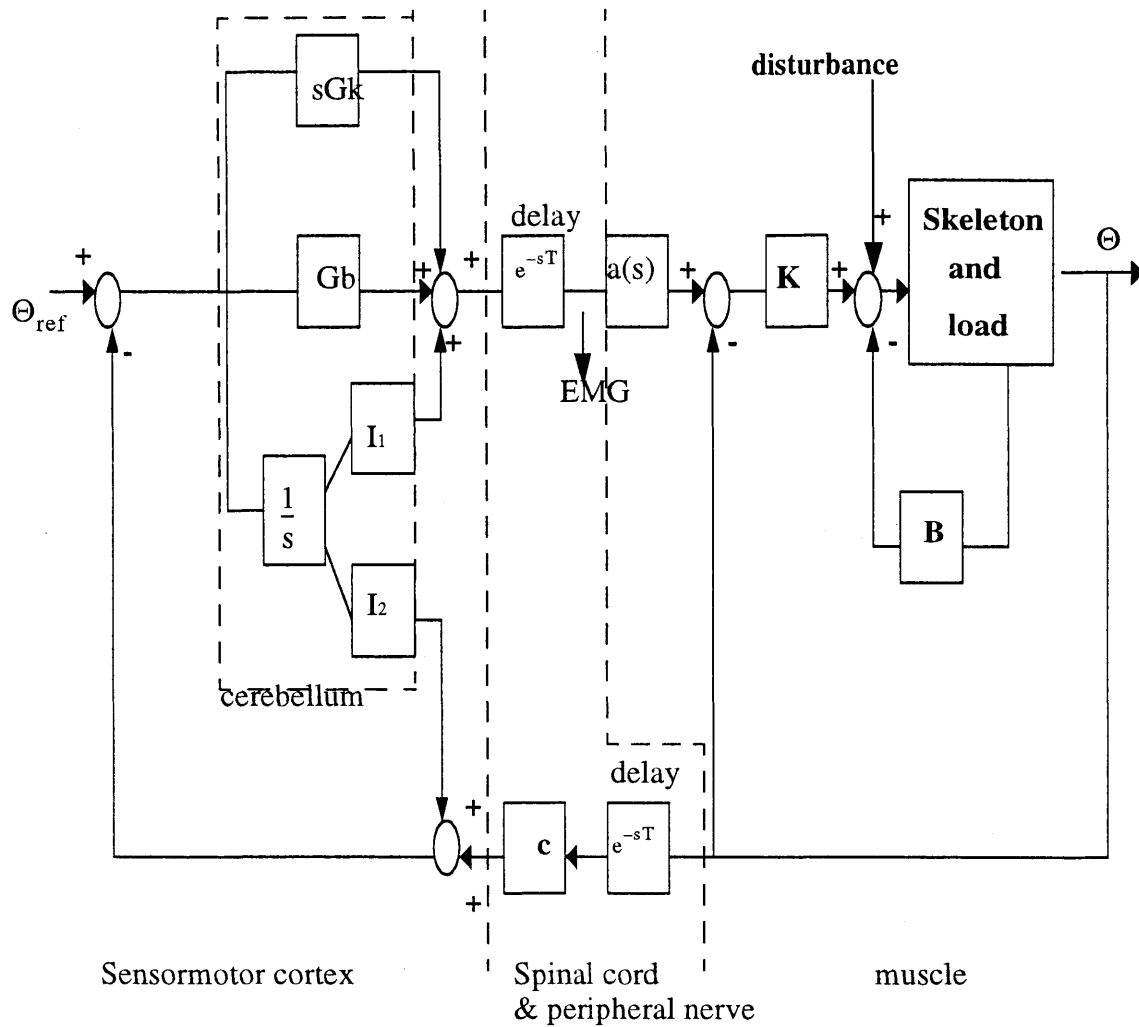 sGk
disturbance
+
delay
+
+
Θref
-
Gb
+
+
+
e-sT
a(s)
EMG
+
-
K
+
-
Skeleton
and
load
Θ
I1
1
s
I2
B
cerebellum
delay
+
+
c
e-sT
Sensormotor cortex
Spinal cord
& peripheral nerve
muscle